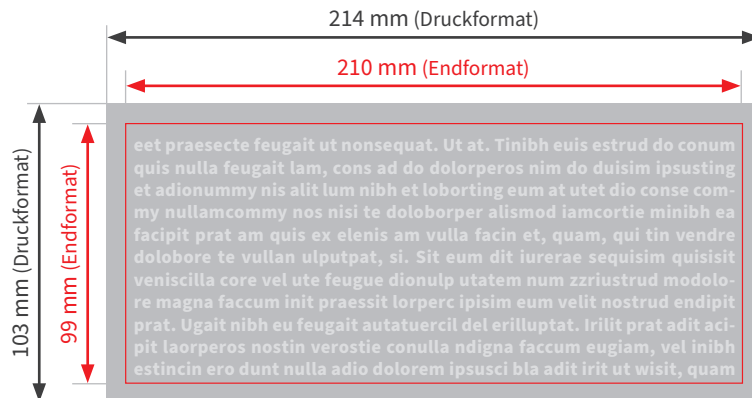 214 mm (Druckformat)
210 mm (Endformat)
103 mm (Druckformat)
99 mm (Endformat)
eet praesecte feugait ut nonsequat. Ut at. Tinibh euis estrud do conum
quis nulla feugait lam, cons ad do dolorperos nim do duisim ipsusting
et adionummy nis alit lum nibh et loborting eum at utet dio conse com-
my nullamcommy nos nisi te doloborper alismod iamcortie minibh ea
facipit prat am quis ex elenis am vulla facin et, quam, qui tin vendre
dolobore te vullan ulputpat, si. Sit eum dit iurerae sequisim quisisit
veniscilla core vel ute feugue dionulp utatem num zzriustrud modolo-
re magna faccum init praessit lorperc ipisim eum velit nostrud endipit
prat. Ugait nibh eu feugait autatuercil del erilluptat. Irilit prat adit aci-
pit laorperos nostin verostie conulla ndigna faccum eugiam, vel inibh
estincin ero dunt nulla adio dolorem ipsusci bla adit irit ut wisit, quam